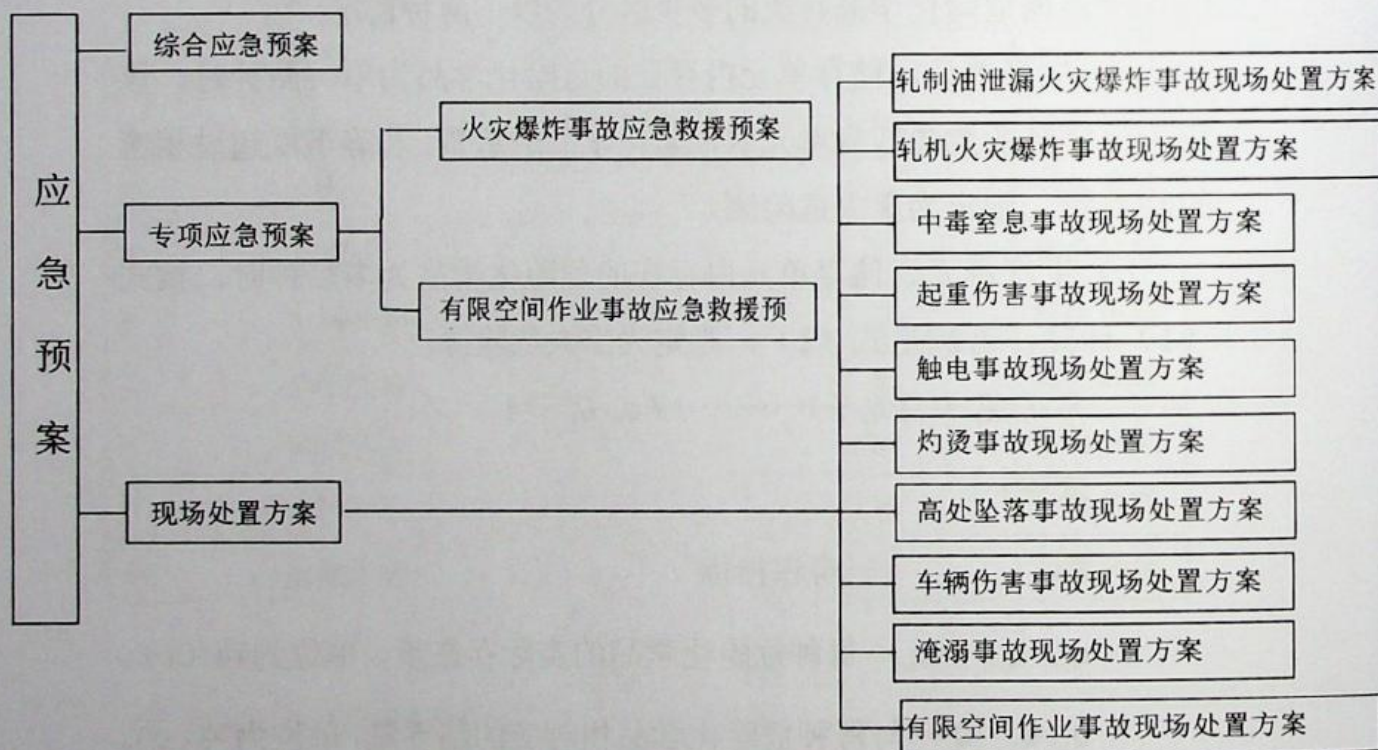 应急预案
综合应急预案
专项应急预案
现场处置方案
火灾爆炸事故应急救援预案
有限空间作业事故应急救援预
轧制油泄漏火灾爆炸事故现场处置方案
轧机火灾爆炸事故现场处置方案
中毒窒息事故现场处置方案
起重伤害事故现场处置方案
触电事故现场处置方案
灼烫事故现场处置方案
高处坠落事故现场处置方案
车辆伤害事故现场处置方案
淹溺事故现场处置方案
有限空间作业事故现场处置方案